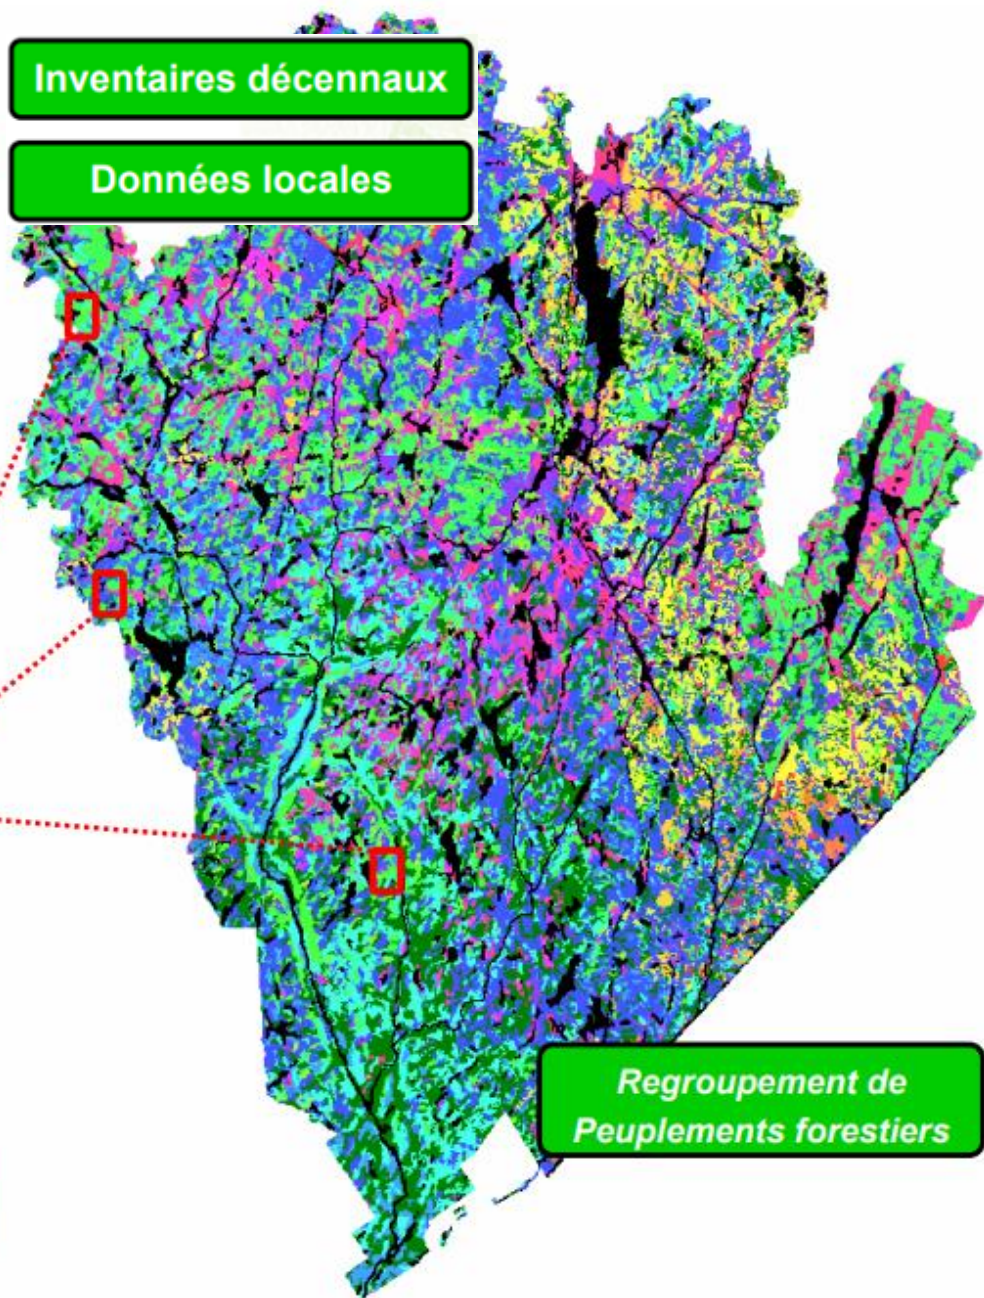 Inventaires décennaux
Données locales
Regroupement de
Peuplements forestiers